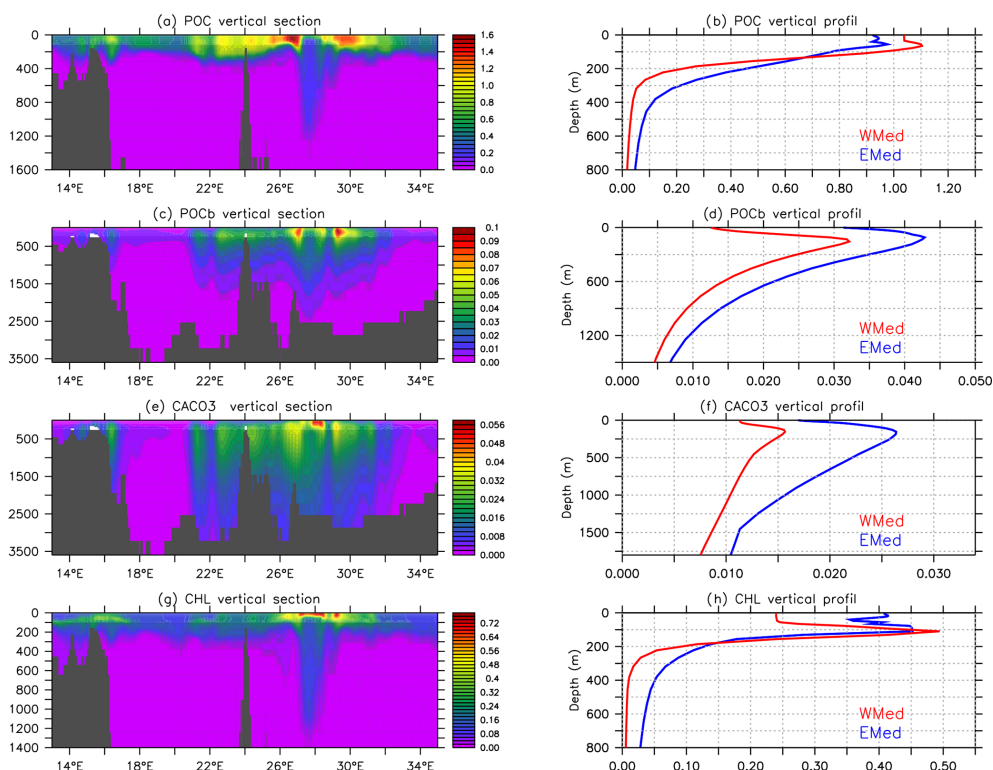 (a) POC vertical section
0
400
800
1200
1600
14°E 18°E 22°E 26°E 30°E 34°E
1.6
1.4
1.2
1.0
0.8
0.6
0.4
0.2
0.0
(b) POC vertical profil
Depth (m)
0
200
400
600
800
WMed
EMed
0.00 0.20 0.40 0.60 0.80 1.00 1.20
(c) POCb vertical section
500
1500
2500
3500
14°E 18°E 22°E 26°E 30°E 34°E
0.1
0.09
0.08
0.07
0.06
0.05
0.04
0.03
0.02
0.01
0.00
(d) POCb vertical profil
Depth (m)
0
600
1200
WMed
EMed
0.000 0.010 0.020 0.030 0.040 0.050
(e) CACO3 vertical section
500
1500
2500
3500
14°E 18°E 22°E 26°E 30°E 34°E
0.056
0.04
0.032
0.024
0.016
0.008
0.000
(f) CACO3 vertical profil
Depth (m)
0
500
1000
1500
WMed
EMed
0.000 0.010 0.020 0.030
(g) CHL vertical section
0
200
400
600
800
1000
1200
1400
14°E 18°E 22°E 26°E 30°E 34°E
0.72
0.64
0.56
0.48
0.40
0.32
0.24
0.16
0.08
0.00
(h) CHL vertical profil
Depth (m)
0
200
400
600
800
WMed
EMed
0.00 0.10 0.20 0.30 0.40 0.50